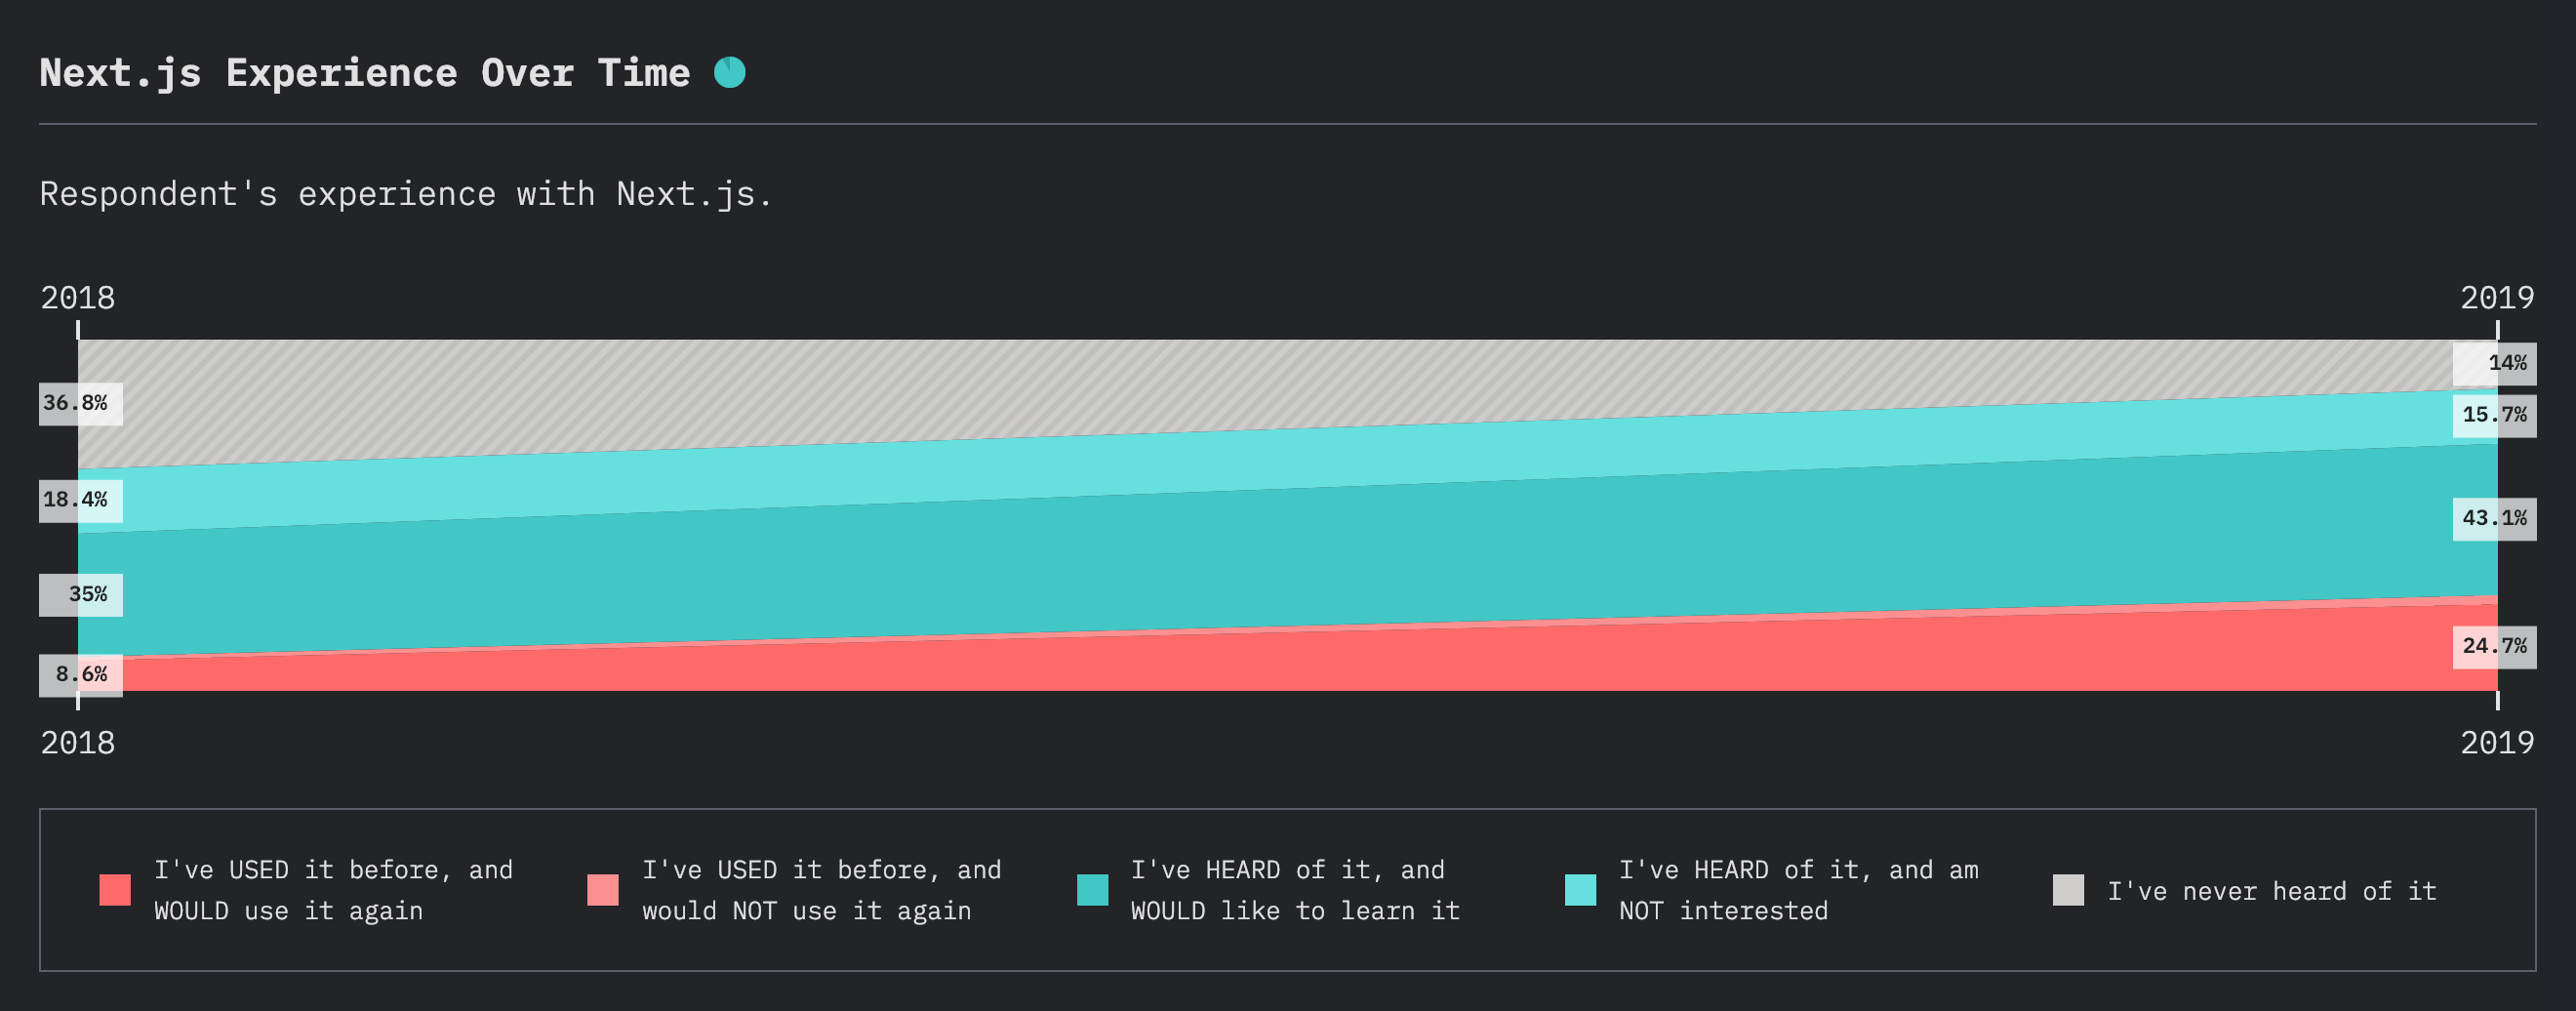 Next.js Experience Over Time
Respondent's experience with Next.js.
2018
2019
36.8%
18.4%
35%
8.6%
14%
15.7%
43.1%
24.7%
2018
2019
I've USED it before, and
WOULD use it again
I've USED it before, and
would NOT use it again
I've HEARD of it, and
WOULD like to learn it
I've HEARD of it, and am
NOT interested
I've never heard of it